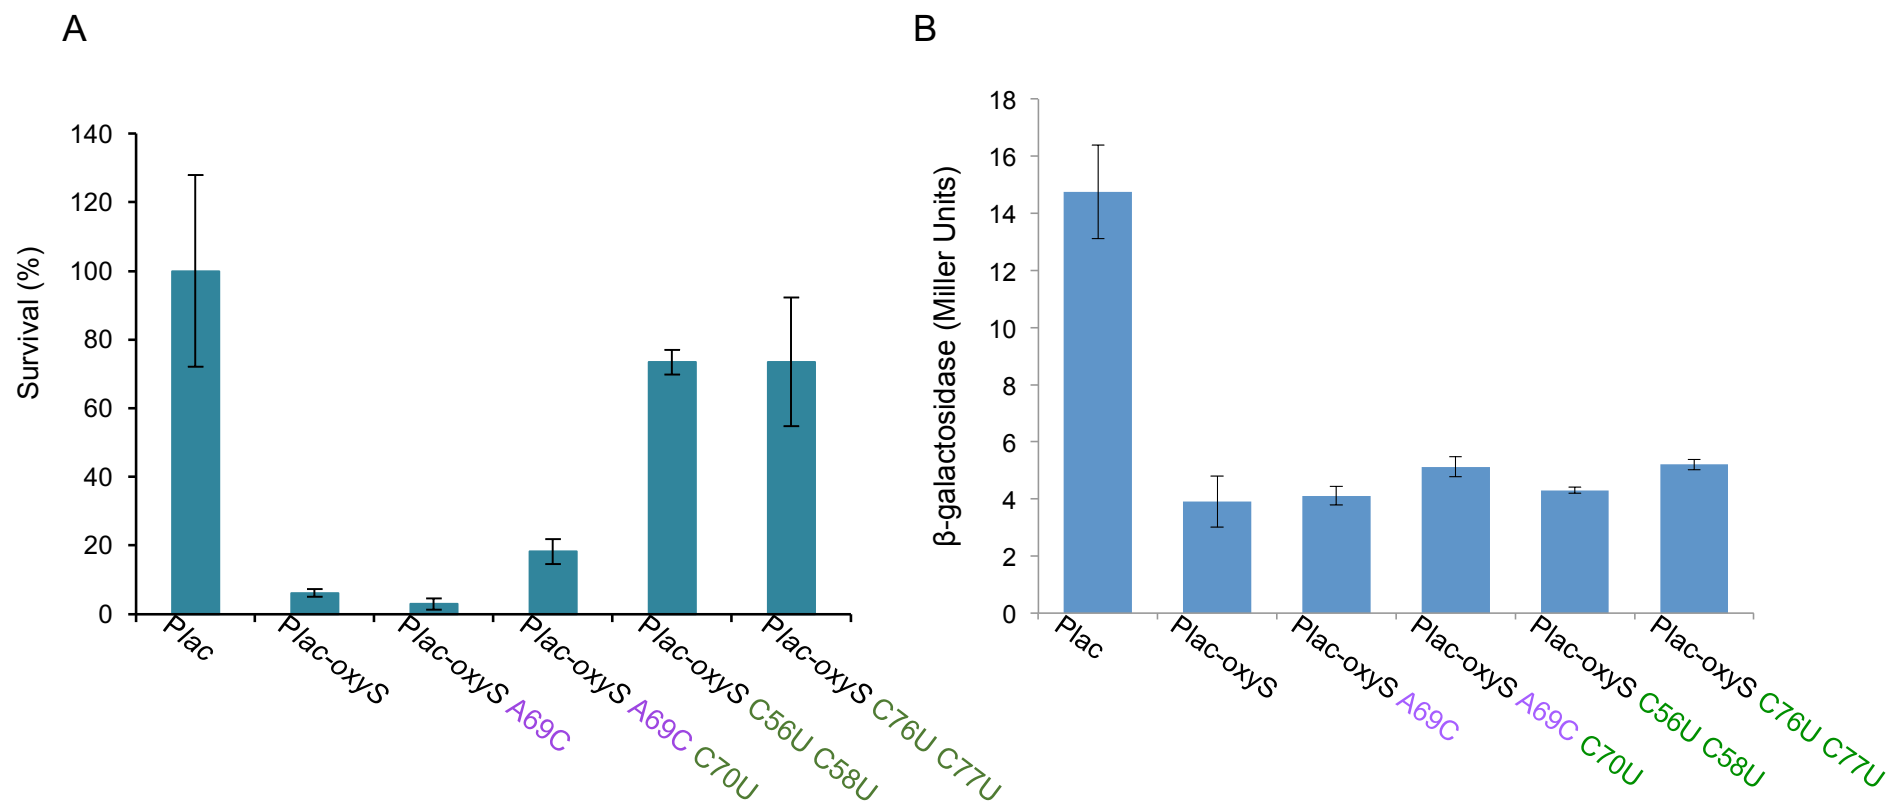 A
Survival (%)
140
120
100
80
60
40
20
0
Plac
Plac-oxyS
Plac-oxyS A69C
Plac-oxyS A69C C70U
Plac-oxyS C56U C58U
Plac-oxyS C76U C77U
B
β-galactosidase (Miller Units)
18
16
14
12
10
8
6
4
2
0
Plac
Plac-oxyS
Plac-oxyS A69C
Plac-oxyS A69C C70U
Plac-oxyS C56U C58U
Plac-oxyS C76U C77U